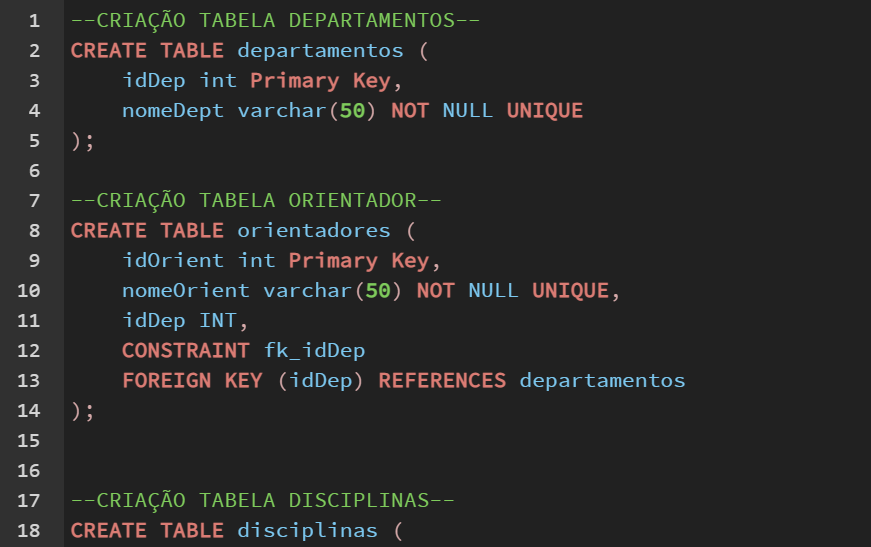 1 --CRIAÇÃO TABELA DEPARTAMENTOS--
2 CREATE TABLE departamentos (
3 idDep int Primary Key,
4 nomeDept varchar(50) NOT NULL UNIQUE
5 );
6
7 --CRIAÇÃO TABELA ORIENTADOR--
8 CREATE TABLE orientadores (
9 idOrient int Primary Key,
10 nomeOrient varchar(50) NOT NULL UNIQUE,
11 idDep INT,
12 CONSTRAINT fk_idDep
13 FOREIGN KEY (idDep) REFERENCES departamentos
14 );
15
16
17 --CRIAÇÃO TABELA DISCIPLINAS--
18 CREATE TABLE disciplinas (